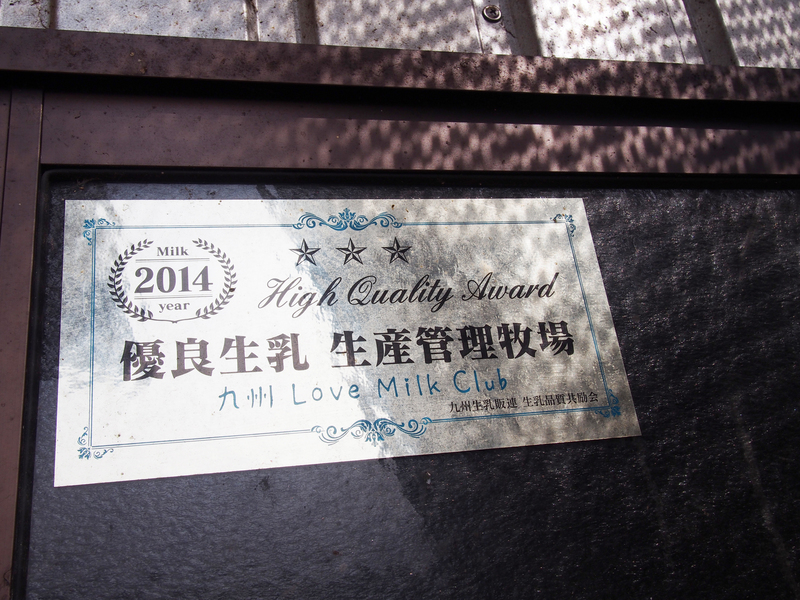 Milk
2014
year
High Quality Award
優良生乳 生産管理牧場
九州 Love Milk Club
九州生乳販連 生乳品質共励会